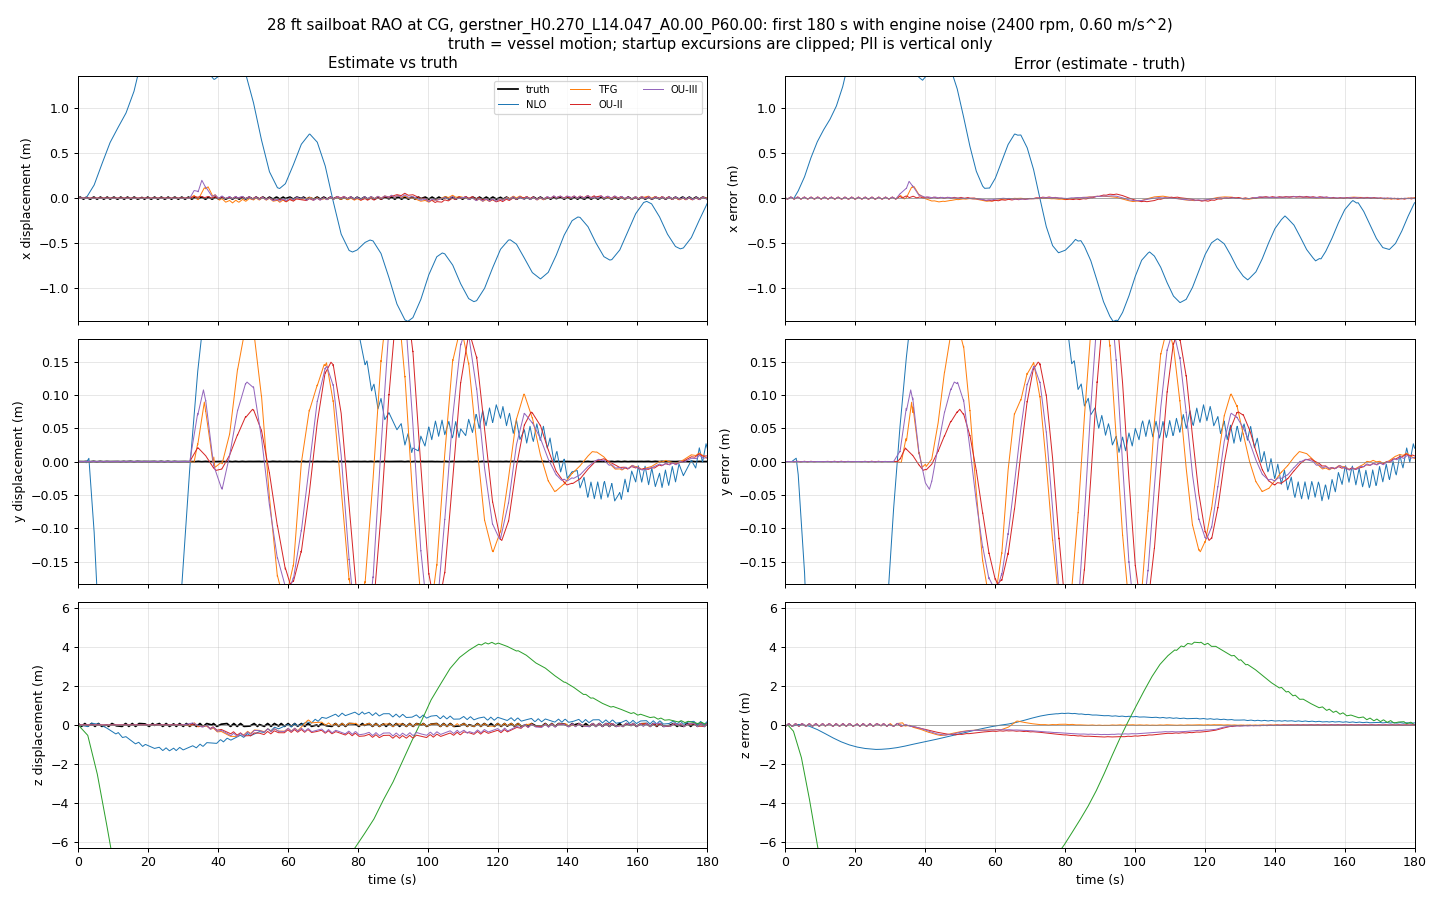 28 ft sailboat RAO at CG, gerstner_H0.270_L14.047_A0.00_P60.00: first 180 s with engine noise (2400 rpm, 0.60 m/s^2)
truth = vessel motion; startup excursions are clipped; PII is vertical only
Estimate vs truth
Error (estimate - truth)
truth
NLO
TFG
OU-II
OU-III
x displacement (m)
1.0
0.5
0.0
−0.5
−1.0
x error (m)
1.0
0.5
0.0
−0.5
−1.0
y displacement (m)
0.15
0.10
0.05
0.00
−0.05
−0.10
−0.15
y error (m)
0.15
0.10
0.05
0.00
−0.05
−0.10
−0.15
z displacement (m)
6
4
2
0
−2
−4
−6
0 20 40 60 80 100 120 140 160 180
time (s)
z error (m)
6
4
2
0
−2
−4
−6
0 20 40 60 80 100 120 140 160 180
time (s)